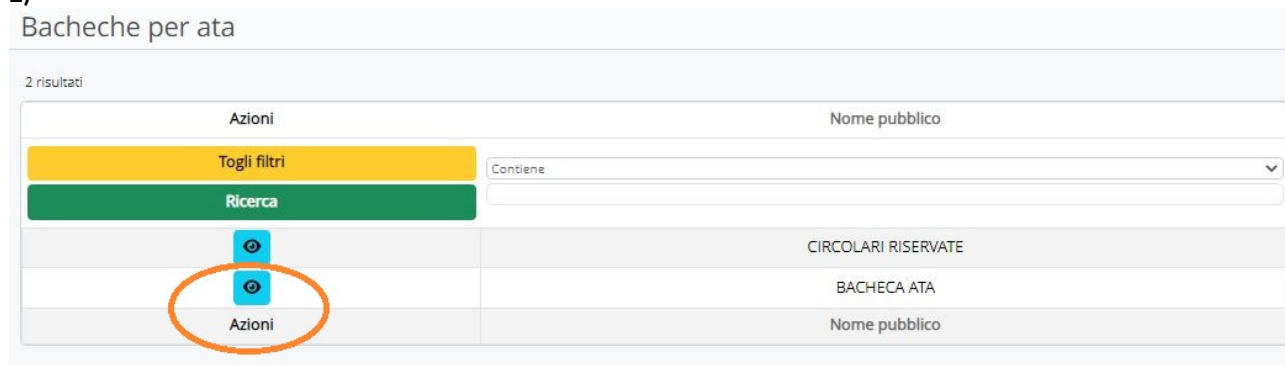 Bacheche per ata
2 risultati
Azioni Nome pubblico
Togli filtri Contiene
Ricerca
CIRCOLARI RISERVATE
BACHECA ATA
Azioni Nome pubblico